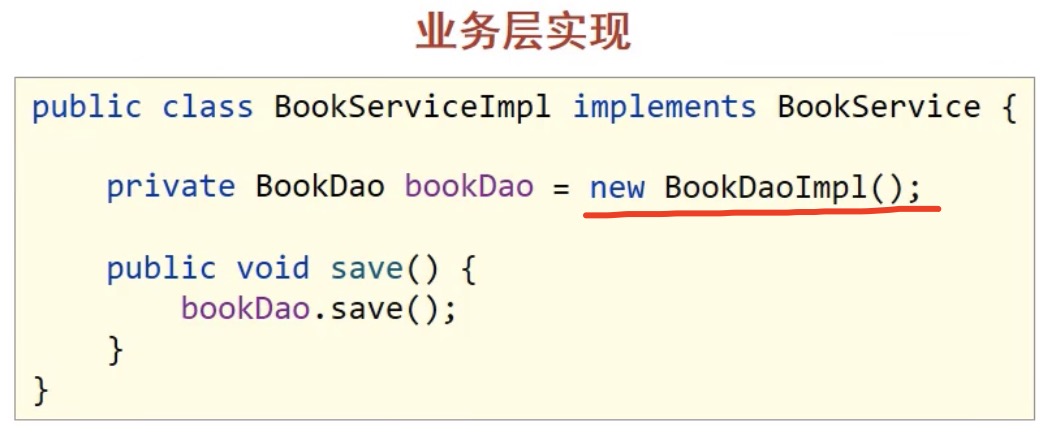 业务层实现
public class BookServiceImpl implements BookService {
    private BookDao bookDao = new BookDaoImpl();
    public void save() {
        bookDao.save();
    }
}